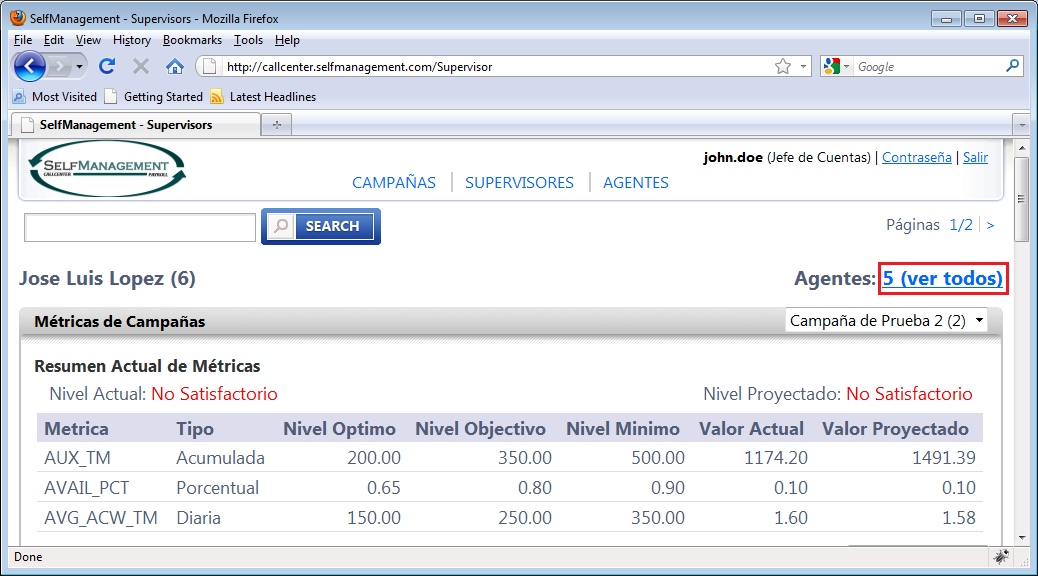 SelfManagement - Supervisors - Mozilla Firefox
File Edit View History Bookmarks Tools Help
http://callcenter.selfmanagement.com/Supervisor
Google
Most Visited Getting Started Latest Headlines
SelfManagement - Supervisors
SELFMANAGEMENT
CALLCENTER PAYROLL
john.doe (Jefe de Cuentas) | Contraseña | Salir
CAMPAÑAS SUPERVISORES AGENTES
SEARCH
Páginas 1/2 >
Jose Luis Lopez (6)
Agentes: 5 (ver todos)
Métricas de Campañas
Campaña de Prueba 2 (2)
Resumen Actual de Métricas
Nivel Actual: No Satisfactorio
Nivel Proyectado: No Satisfactorio
Metrica Tipo Nivel Optimo Nivel Objectivo Nivel Minimo Valor Actual Valor Proyectado
AUX_TM Acumulada 200.00 350.00 500.00 1174.20 1491.39
AVAIL_PCT Porcentual 0.65 0.80 0.90 0.10 0.10
AVG_ACW_TM Diaria 150.00 250.00 350.00 1.60 1.58
Done